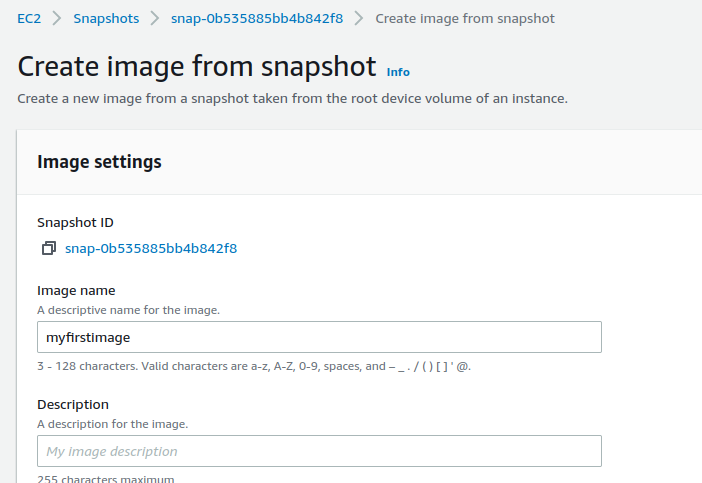 EC2 > Snapshots > snap-0b535885bb4b842f8 > Create image from snapshot
Create image from snapshot Info
Create a new image from a snapshot taken from the root device volume of an instance.
Image settings
Snapshot ID
snap-0b535885bb4b842f8
Image name
A descriptive name for the image.
myfirstimage
3 - 128 characters. Valid characters are a-z, A-Z, 0-9, spaces, and – _ . / ( ) [ ] ' @.
Description
A description for the image.
My image description
255 characters maximum